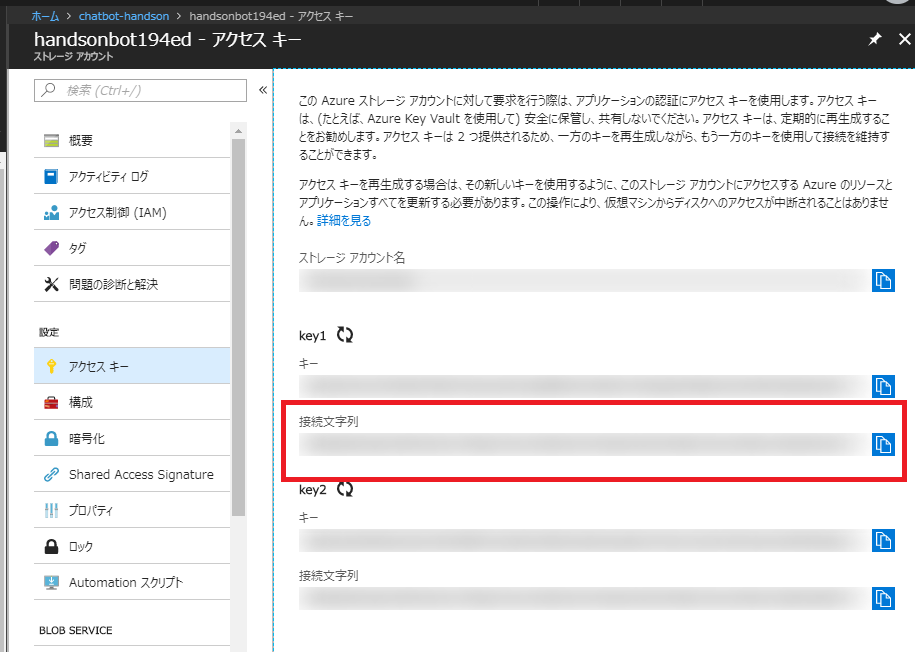 ホーム > chatbot-handson > handsonbot194ed - アクセス キー
handsonbot194ed - アクセス キー
ストレージ アカウント
検索 (Ctrl+/)
概要
アクティビティ ログ
アクセス制御 (IAM)
タグ
問題の診断と解決
設定
アクセス キー
構成
暗号化
Shared Access Signature
プロパティ
ロック
Automation スクリプト
BLOB SERVICE
この Azure ストレージ アカウントに対して要求を行う際は、アプリケーションの認証にアクセス キーを使用します。アクセス キー
は、(たとえば、Azure Key Vault を使用して) 安全に保管し、共有しないでください。アクセス キーは、定期的に再生成するこ
とをお勧めします。アクセス キーは 2 つ提供されるため、一方のキーを再生成しながら、もう一方のキーを使用して接続を維持す
ることができます。
アクセス キーを再生成する場合は、その新しいキーを使用するように、このストレージ アカウントにアクセスする Azure のリソースと
アプリケーションすべてを更新する必要があります。この操作により、仮想マシンからディスクへのアクセスが中断されることはありませ
ん。詳細を見る
ストレージ アカウント名
key1
キー
接続文字列
key2
キー
接続文字列